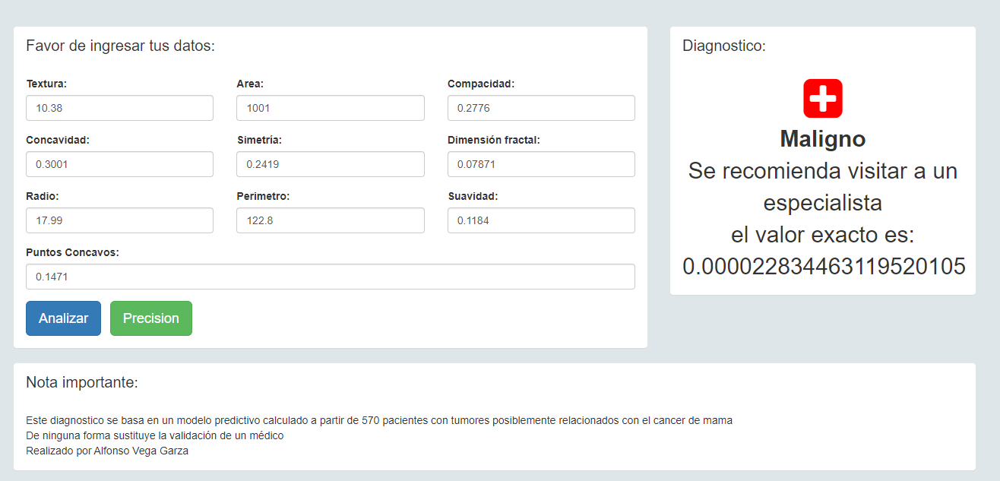 Favor de ingresar tus datos:
Textura:
Area:
Compacidad:
10.38
1001
0.2776
Concavidad:
Simetría:
Dimensión fractal:
0.3001
0.2419
0.07871
Radio:
Perimetro:
Suavidad:
17.99
122.8
0.1184
Puntos Concavos:
0.1471
Analizar
Precision
Diagnostico:
Maligno
Se recomienda visitar a un
especialista
el valor exacto es:
0.000022834463119520105
Nota importante:
Este diagnostico se basa en un modelo predictivo calculado a partir de 570 pacientes con tumores posiblemente relacionados con el cancer de mama
De ninguna forma sustituye la validación de un médico
Realizado por Alfonso Vega Garza